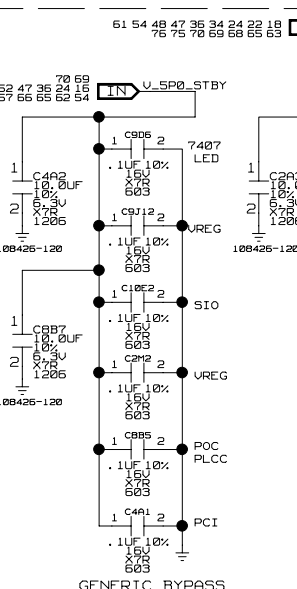 61 54 48 47 36 34 24 22 18
76 75 70 69 68 65 63
70 69
52 47 36 24 16
67 66 65 62 54
IN
V_5P0_STBY
1 C9D6 2
.1UF 10%
16V
X7R
603
7407
LED
1
C4A2
10.0UF
10%
6.3V
X7R
1206
2
108426-120
1
2
1206
108426-120
1 C9J12 2
.1UF 10%
16V
X7R
603
VREG
1 C10E2 2
.1UF 10%
16V
X7R
603
SIO
1
C8B7
10.0UF
10%
6.3V
X7R
1206
2
108426-120
1 C2M2 2
.1UF 10%
16V
X7R
603
VREG
1 C8B5 2
.1UF 10%
16V
X7R
603
POC
PLCC
1 C4A1 2
.1UF 10%
16V
X7R
603
PCI
GENERIC BYPASS